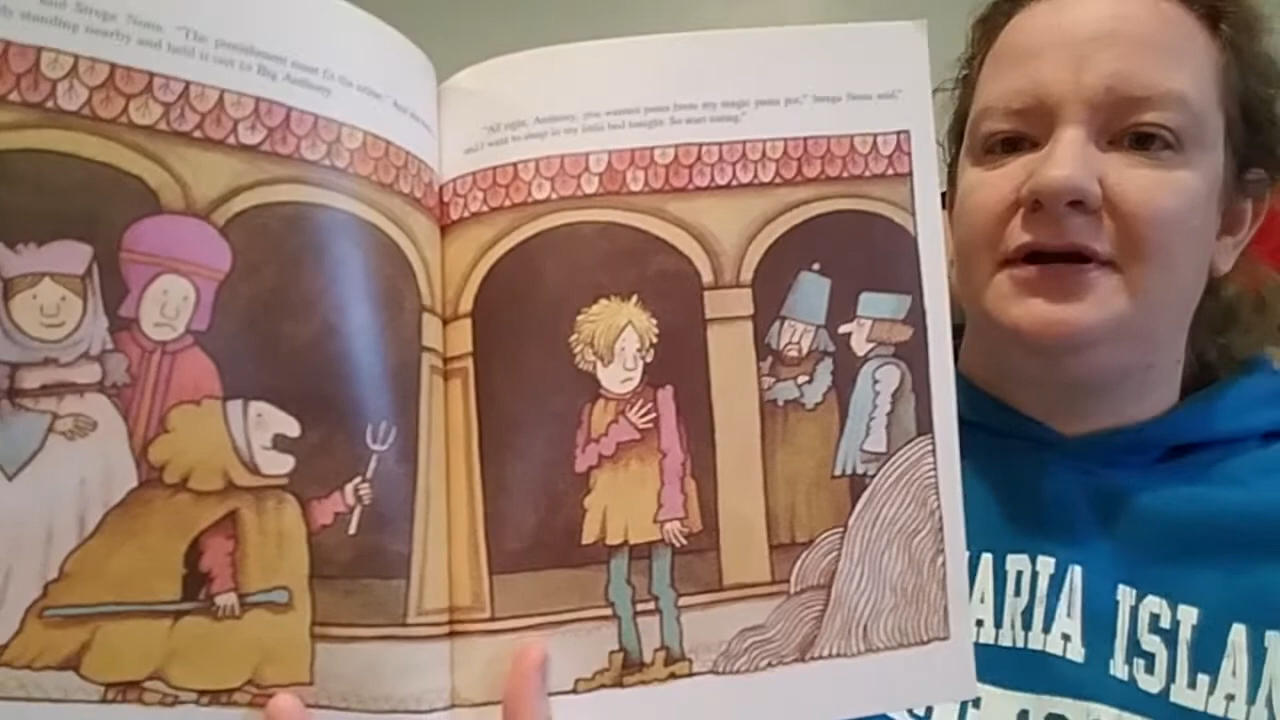 said Strega Nona. "The punishment must fit the crime." And she
standing nearby and held it out to Big Anthony.
"All right, Anthony, you wanted pasta from my magic pasta pot," Strega Nona said,
and I want to sleep in my little bed tonight. So start eating."
ARIA ISLAN